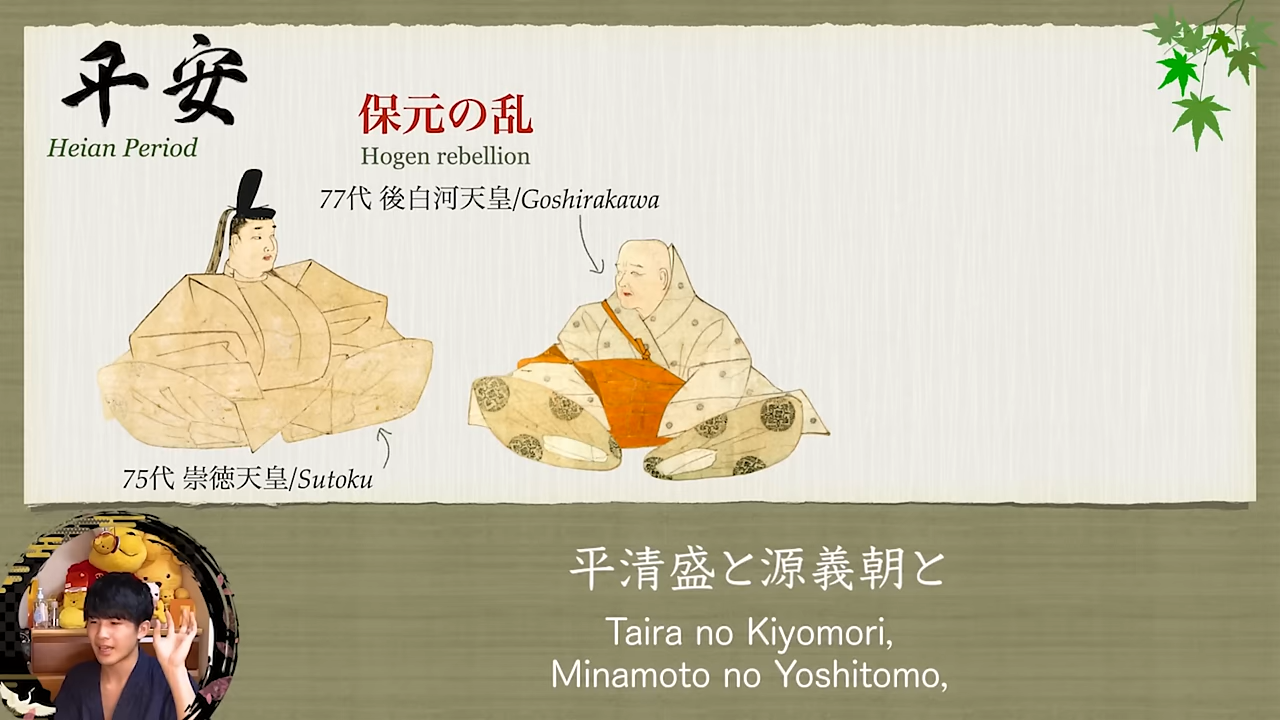 平安
Heian Period
保元の乱
Hogen rebellion
77代 後白河天皇/Goshirakawa
75代 崇徳天皇/Sutoku
平清盛と源義朝と
Taira no Kiyomori,
Minamoto no Yoshitomo,